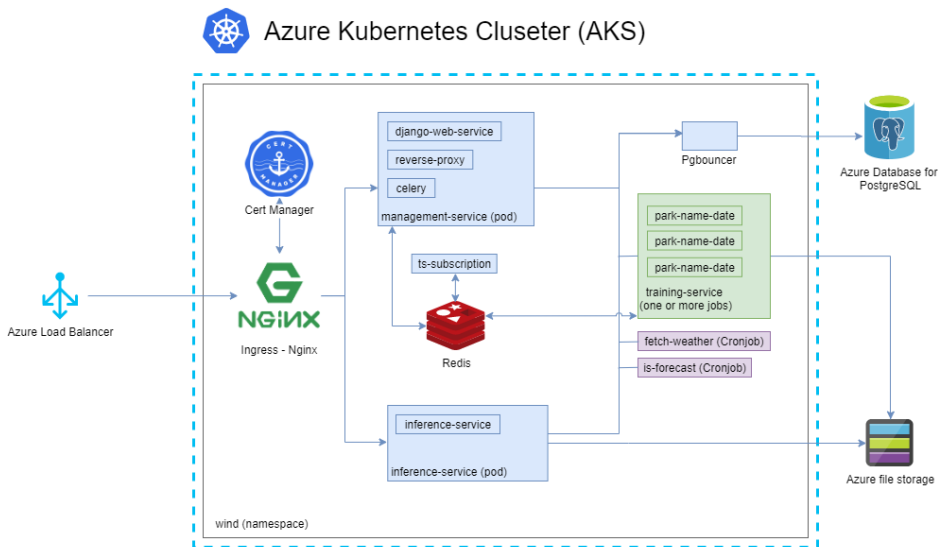 Azure Kubernetes Cluseter (AKS)
CERT
MANAGER
Cert Manager
django-web-service
reverse-proxy
celery
management-service (pod)
Pgbouncer
Azure Database for
PostgreSQL
park-name-date
park-name-date
park-name-date
training-service
(one or more jobs)
ts-subscription
NGINX
Ingress - Nginx
Azure Load Balancer
Redis
fetch-weather (Cronjob)
is-forecast (Cronjob)
inference-service
inference-service (pod)
Azure file storage
wind (namespace)